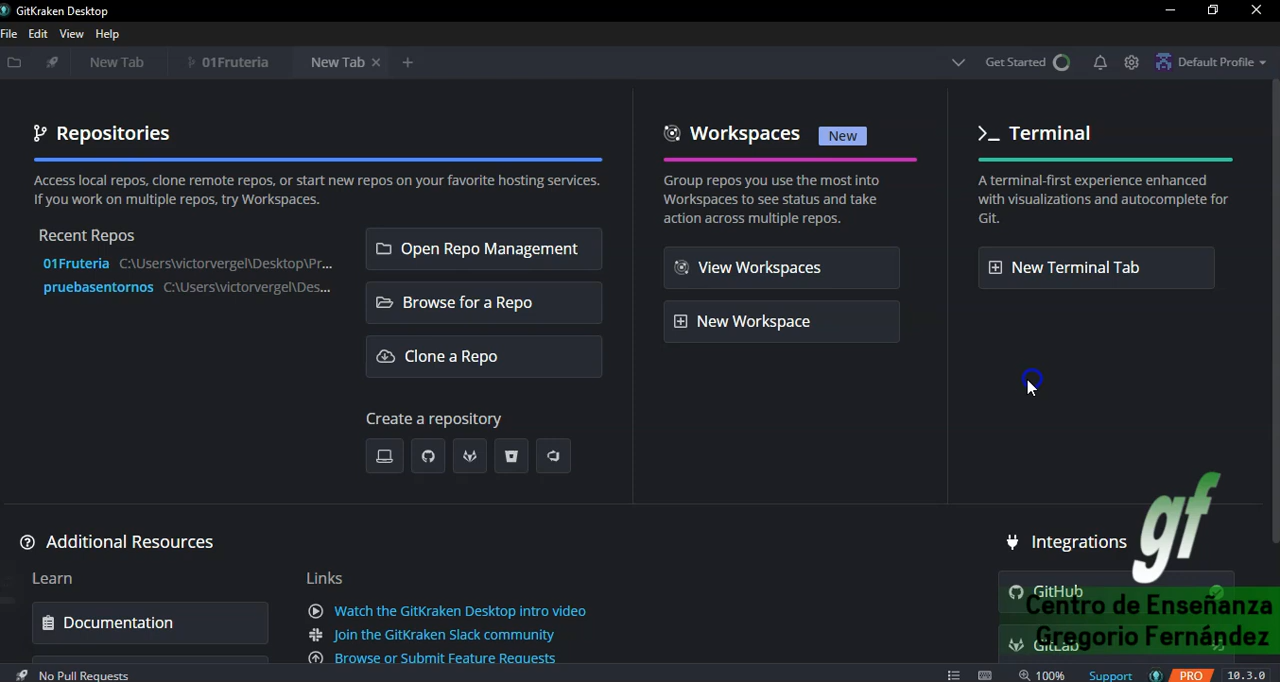 GitKraken Desktop
File Edit View Help
New Tab 01Fruteria New Tab Get Started Default Profile
Repositories
Access local repos, clone remote repos, or start new repos on your favorite hosting services.
If you work on multiple repos, try Workspaces.
Recent Repos
01Fruteria C:\Users\victorvergel\Desktop\Pr...
pruebasentornos C:\Users\victorvergel\Des...
Open Repo Management
Browse for a Repo
Clone a Repo
Create a repository
Workspaces New
Group repos you use the most into
Workspaces to see status and take
action across multiple repos.
View Workspaces
New Workspace
Terminal
A terminal-first experience enhanced
with visualizations and autocomplete for
Git.
New Terminal Tab
Additional Resources
Learn
Documentation
Links
Watch the GitKraken Desktop intro video
Join the GitKraken Slack community
Browse or Submit Feature Requests
Integrations
GitHub
GitLab
gf
Centro de Enseñanza
Gregorio Fernández
No Pull Requests 100% Support PRO 10.3.0